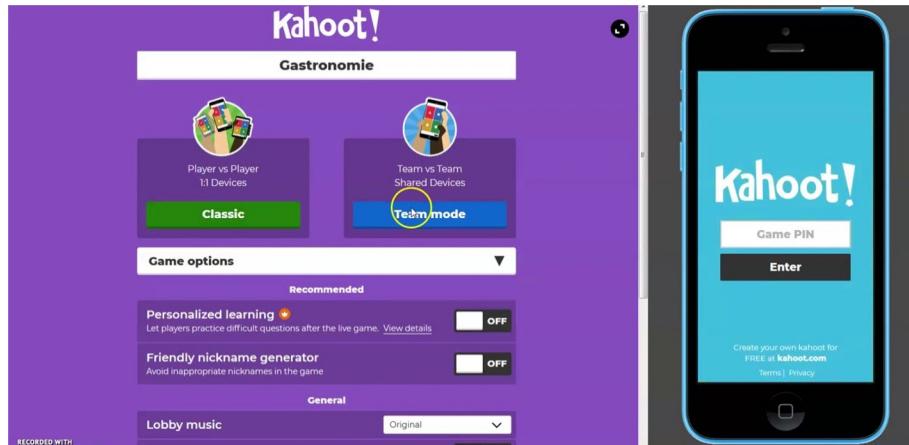 Kahoot!
Gastronomie
Player vs Player
1:1 Devices
Classic
Team vs Team
Shared Devices
Team mode
Game options
Recommended
Personalized learning
Let players practice difficult questions after the live game. View details
OFF
Friendly nickname generator
Avoid inappropriate nicknames in the game
OFF
General
Lobby music
Original
RECORDED WITH
Kahoot!
Game PIN
Enter
Create your own kahoot for
FREE at kahoot.com
Terms | Privacy